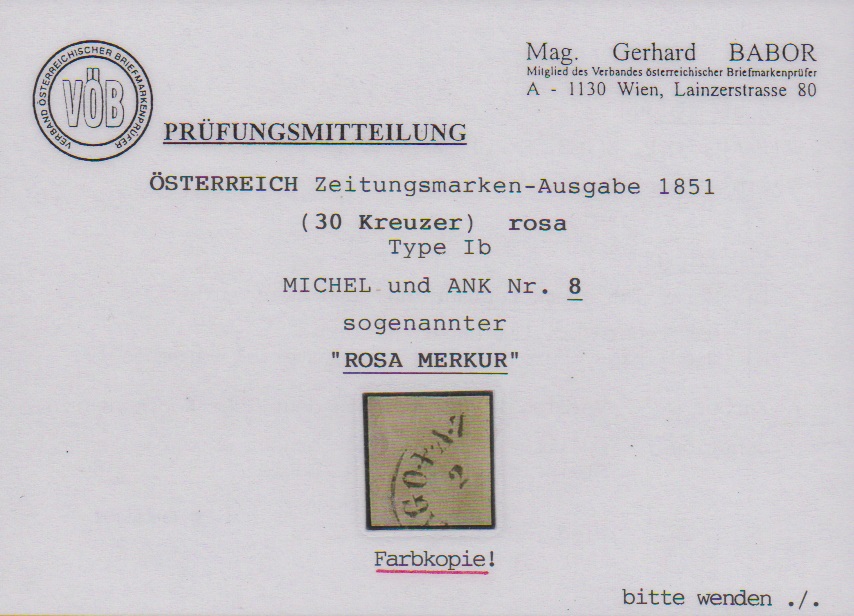 VERBAND ÖSTERREICHISCHER BRIEFMARKENPRÜFER
VÖB
Mag. Gerhard BABOR
Mitglied des Verbandes österreichischer Briefmarkenprüfer
A - 1130 Wien, Lainzerstrasse 80
PRÜFUNGSMITTEILUNG
ÖSTERREICH Zeitungsmarken-Ausgabe 1851
(30 Kreuzer) rosa
Type Ib
MICHEL und ANK Nr. 8
sogenannter
"ROSA MERKUR"
2
Farbkopie!
bitte wenden ./.